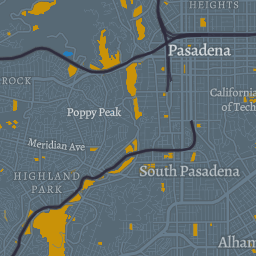 HEIGHTS
Pasadena
ROCK
California
of Tech
Poppy Peak
Meridian Ave
HIGHLAND
PARK
South Pasadena
Alham